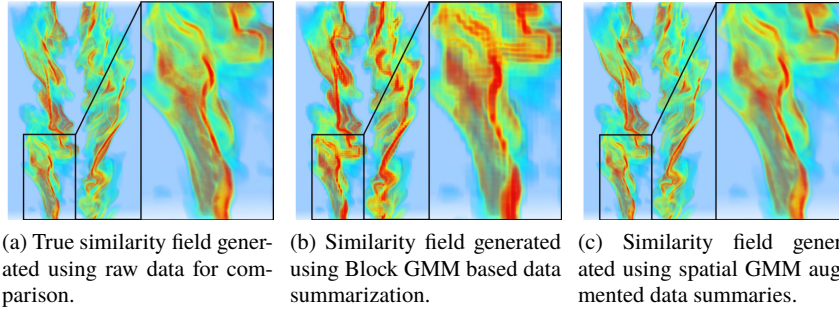 (a) True similarity field gener-
ated using raw data for com-
parison.
(b) Similarity field generated
using Block GMM based data
summarization.
(c) Similarity field gener
ated using spatial GMM aug
mented data summaries.